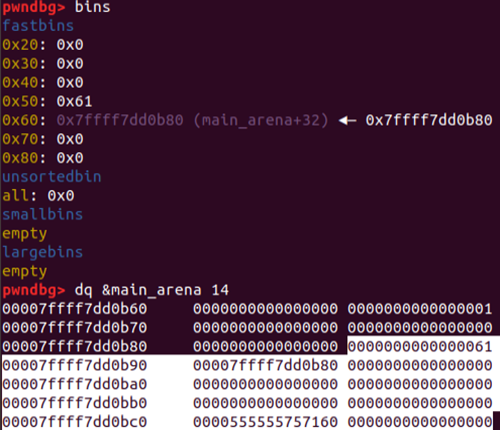 pwndbg> bins
fastbins
0x20: 0x0
0x30: 0x0
0x40: 0x0
0x50: 0x61
0x60: 0x7ffff7dd0b80 (main_arena+32) ◂— 0x7ffff7dd0b80
0x70: 0x0
0x80: 0x0
unsortedbin
all: 0x0
smallbins
empty
largebins
empty
pwndbg> dq &main_arena 14
00007ffff7dd0b60     0000000000000000 0000000000000001
00007ffff7dd0b70     0000000000000000 0000000000000000
00007ffff7dd0b80     0000000000000000 0000000000000061
00007ffff7dd0b90     00007ffff7dd0b80 0000000000000000
00007ffff7dd0ba0     0000000000000000 0000000000000000
00007ffff7dd0bb0     0000000000000000 0000000000000000
00007ffff7dd0bc0     0000555555757160 0000000000000000